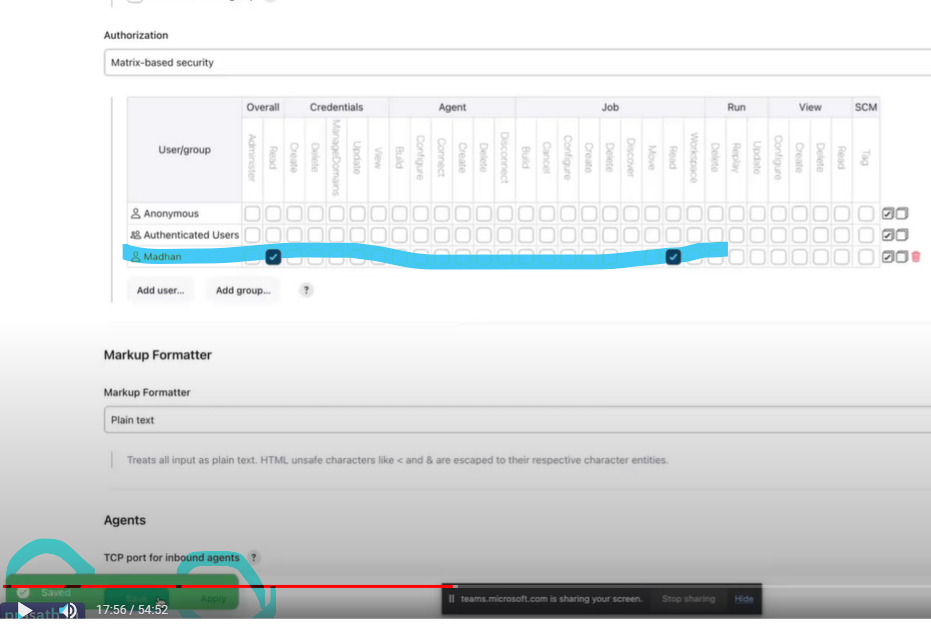 Authorization
Matrix-based security
User/group
Overall Credentials Agent Job Run View SCM
Administer Read Create Delete ManageDomains Update View Build Configure Connect Create Delete Disconnect Build Cancel Configure Create Delete Discover Move Read Workspace Delete Replay Update Configure Create Delete Read Tag
Anonymous
Authenticated Users
Madhan
Add user... Add group... ?
Markup Formatter
Markup Formatter
Plain text
Treats all input as plain text. HTML unsafe characters like < and & are escaped to their respective character entities.
Agents
TCP port for inbound agents ?
Saved
Save Apply
17:56 / 54:52
teams.microsoft.com is sharing your screen. Stop sharing Hide